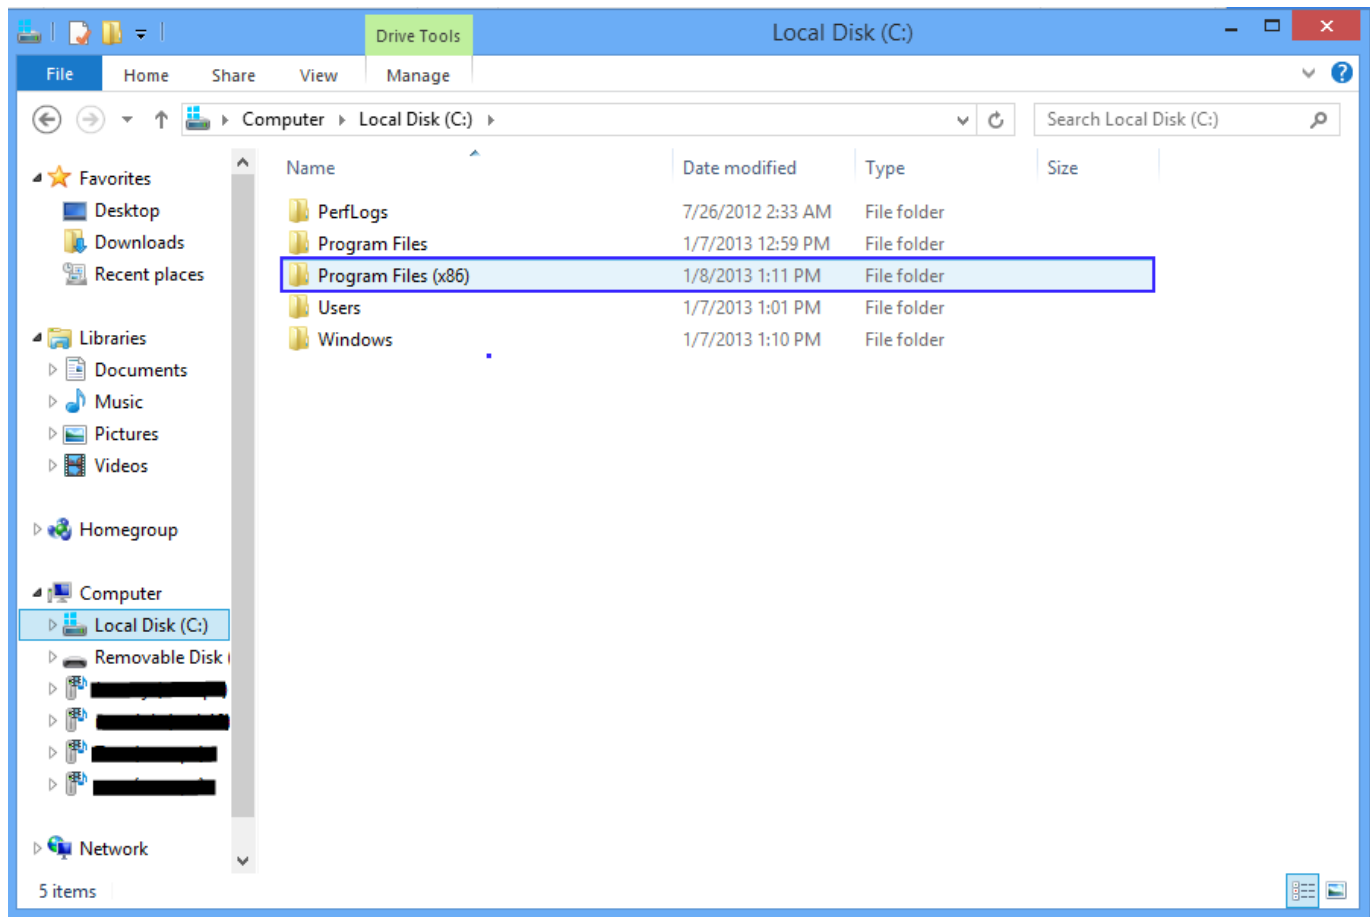 Drive Tools
Local Disk (C:)
File Home Share View Manage
Computer Local Disk (C:)
Search Local Disk (C:)
Favorites
Desktop
Downloads
Recent places
Libraries
Documents
Music
Pictures
Videos
Homegroup
Computer
Local Disk (C:)
Removable Disk (
Network
Name Date modified Type Size
PerfLogs 7/26/2012 2:33 AM File folder
Program Files 1/7/2013 12:59 PM File folder
Program Files (x86) 1/8/2013 1:11 PM File folder
Users 1/7/2013 1:01 PM File folder
Windows 1/7/2013 1:10 PM File folder
5 items